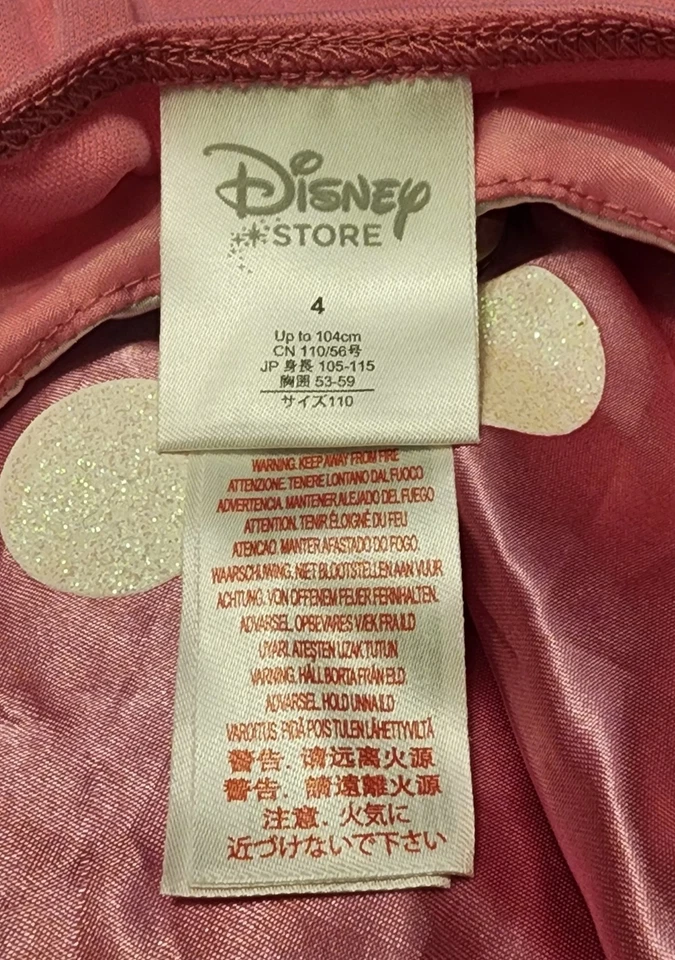 Disney
STORE
4
Up to 104cm
CN 110/56号
JP 身長 105-115
胸囲 53-59
サイズ110
WARNING. KEEP AWAY FROM FIRE
ATTENZIONE. TENERE LONTANO DAL FUOCO
ADVERTENCIA. MANTENER ALEJADO DEL FUEGO
ATTENTION. TENIR ÉLOIGNÉ DU FEU
ATENCAO. MANTER AFASTADO DO FOGO.
WAARSCHUWING. NIET BLOOTSTELLEN AAN VUUR
ACHTUNG. VON OFFENEM FEUER FERNHALTEN.
ADVARSEL. OPBEVARES VÆK FRA ILD
UYARI. ATEŞTEN UZAK TUTUN
VARNING. HÅLL BORTA FRÅN ELD.
ADVARSEL. HOLD UNNA ILD
VAROITUS. PIDÄ POIS TULEN LÄHETTYVILTÄ
警告. 请远离火源
警告. 請遠離火源
注意. 火気に
近づけないで下さい